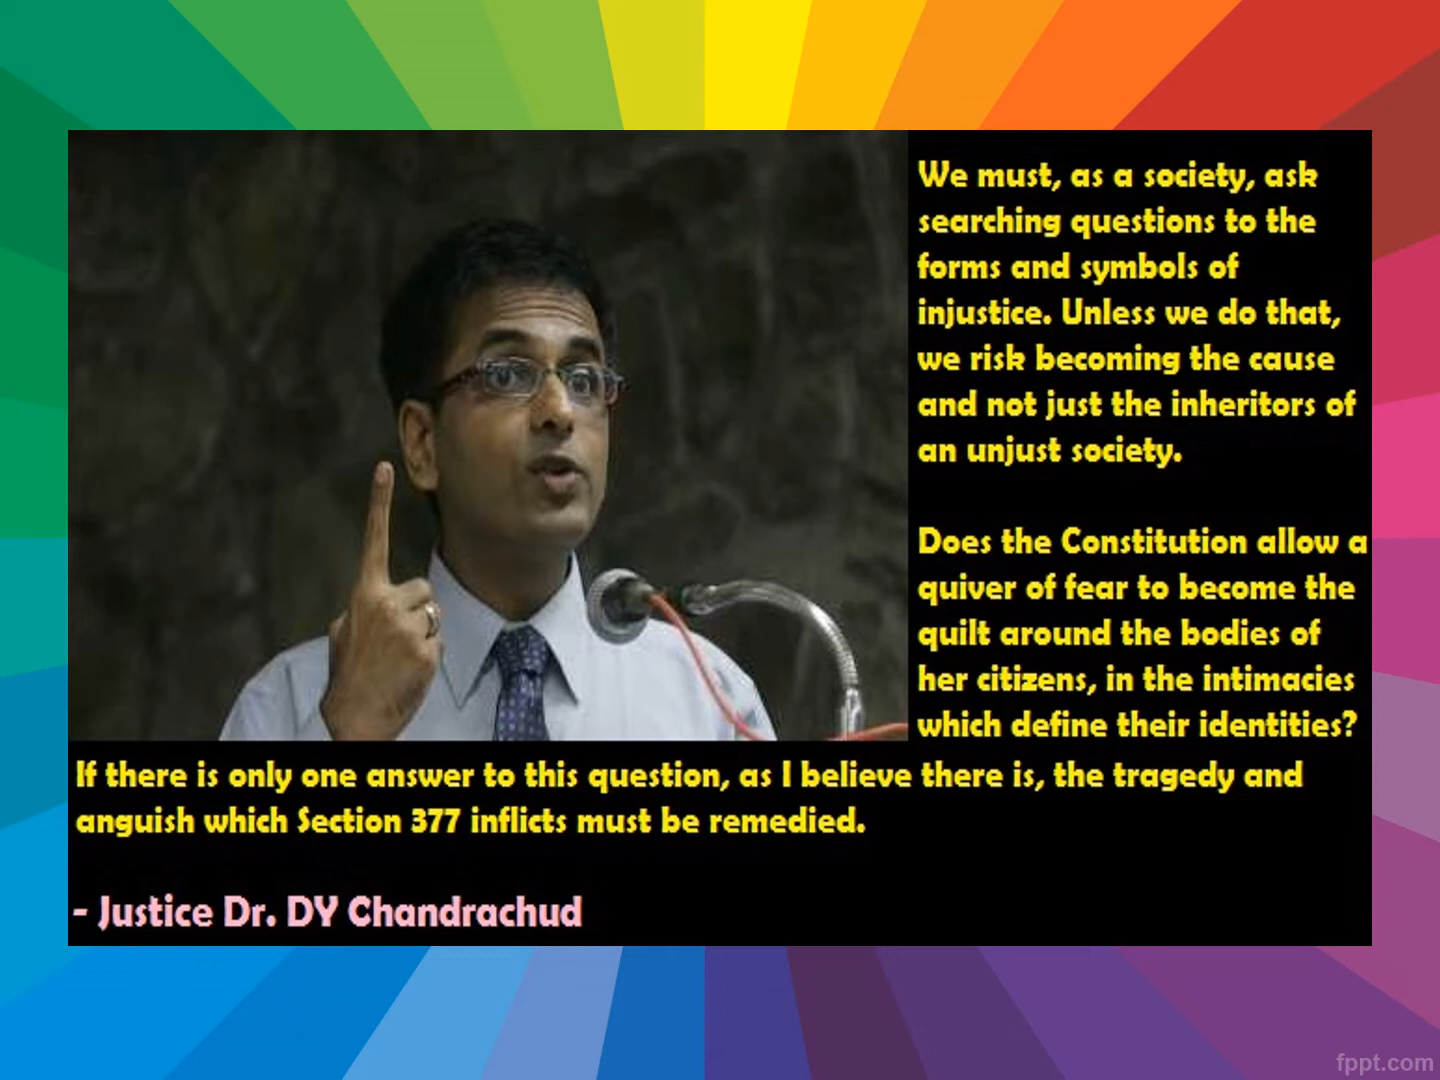 We must, as a society, ask
searching questions to the
forms and symbols of
injustice. Unless we do that,
we risk becoming the cause
and not just the inheritors of
an unjust society.
Does the Constitution allow a
quiver of fear to become the
quilt around the bodies of
her citizens, in the intimacies
which define their identities?
If there is only one answer to this question, as I believe there is, the tragedy and
anguish which Section 377 inflicts must be remedied.
- Justice Dr. DY Chandrachud
fppt.com